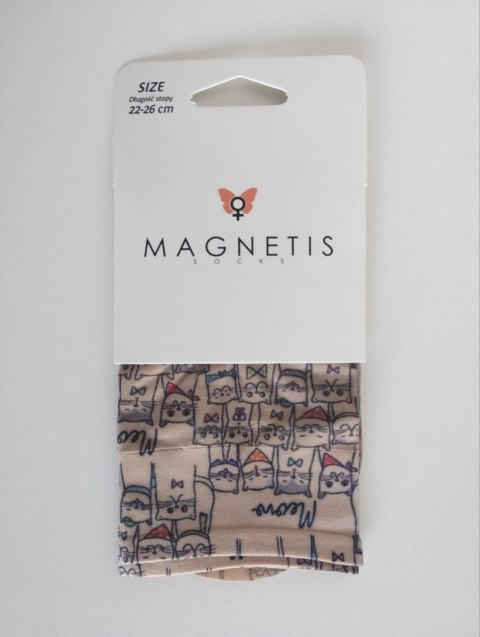 SIZE
Długość stopy
22-26 cm
MAGNETIS
SOCKS
Meow
Meow